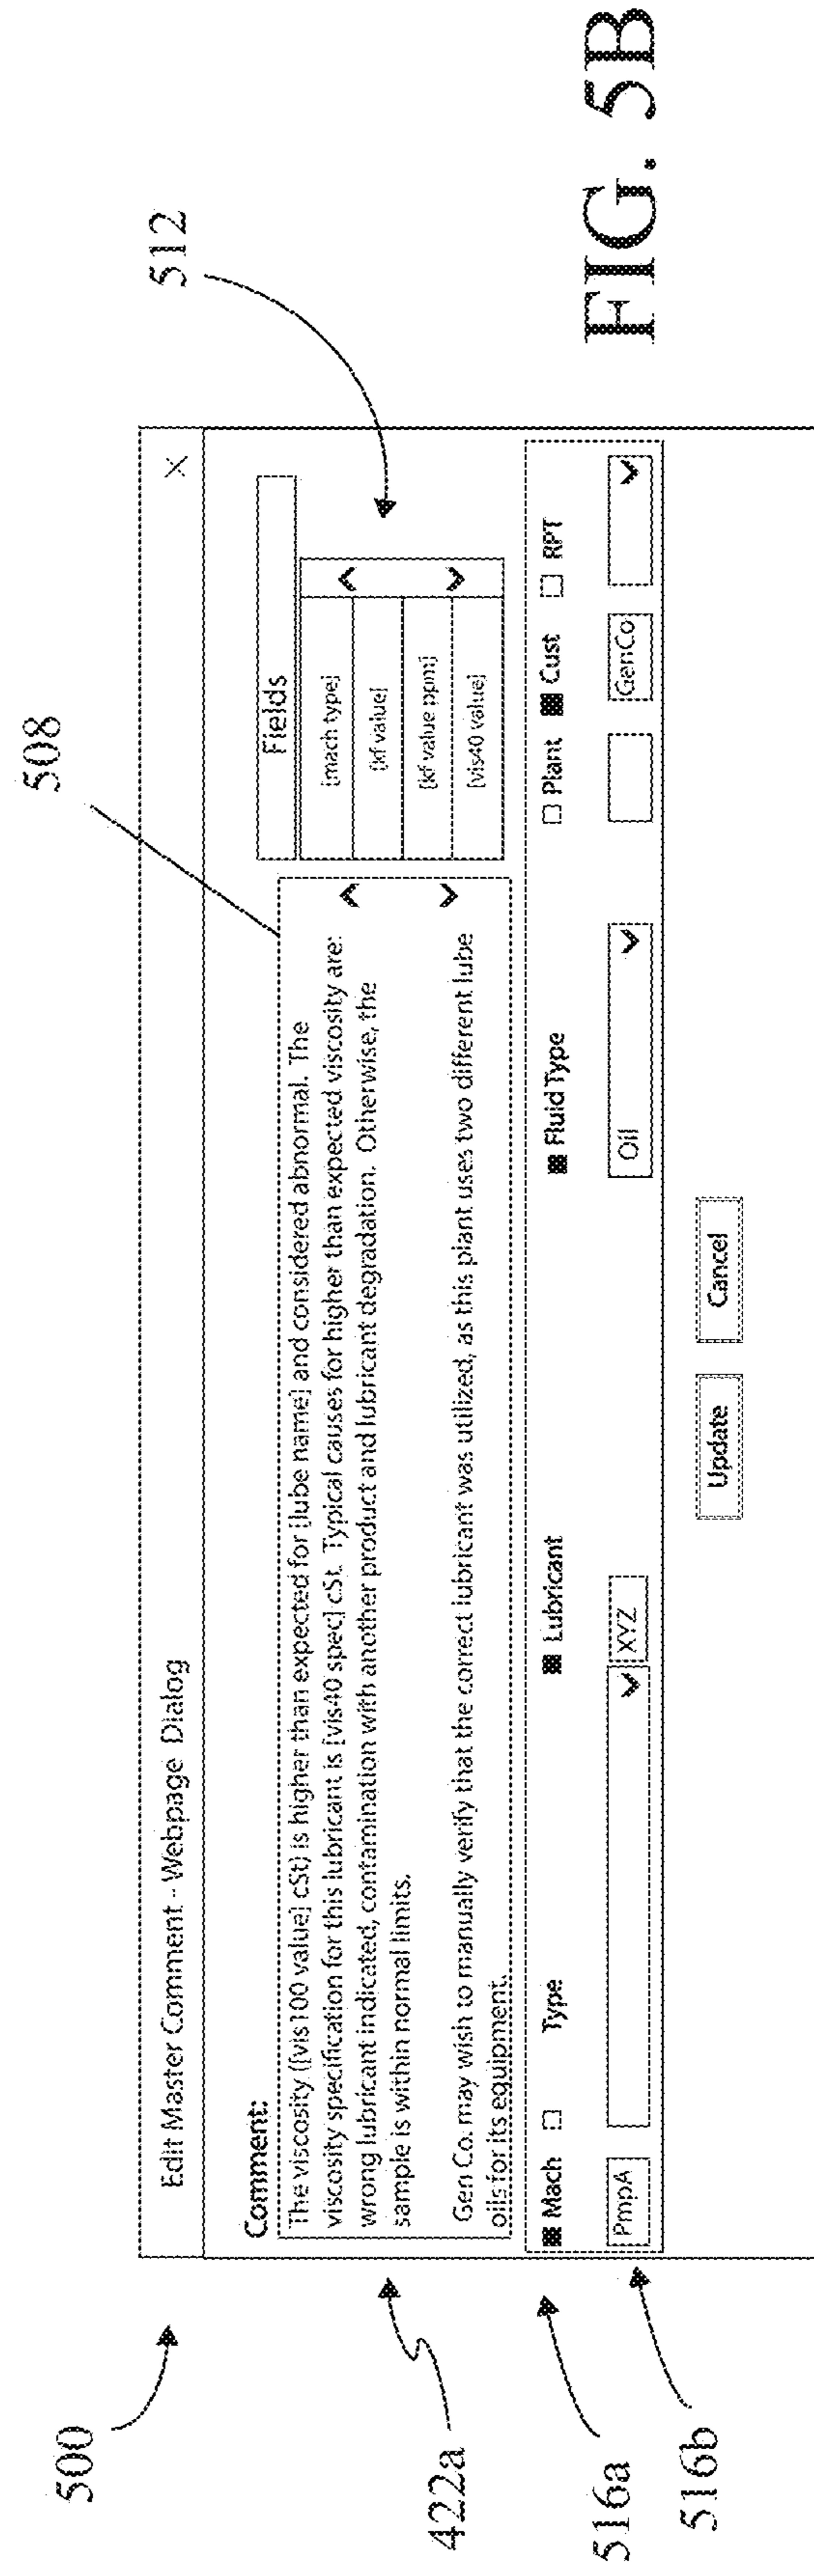 500
508
512
Edit Master Comment - Webpage Dialog
X
Comment:
422a
The viscosity ([vis100 value] cSt) is higher than expected for [lube name] and considered abnormal. The
viscosity specification for this lubricant is [vis40 spec] cSt. Typical causes for higher than expected viscosity are:
wrong lubricant indicated, contamination with another product and lubricant degradation. Otherwise, the
sample is within normal limits.
Gen Co. may wish to manually verify that the correct lubricant was utilized, as this plant uses two different lube
oils for its equipment.
Fields
[mach type]
[kf value]
[kf value ppm]
[vis40 value]
516a
Mach Type Lubricant Fluid Type Plant Cust RPT
516b
PmpA XYZ Oil GenCo
Update Cancel
FIG. 5B